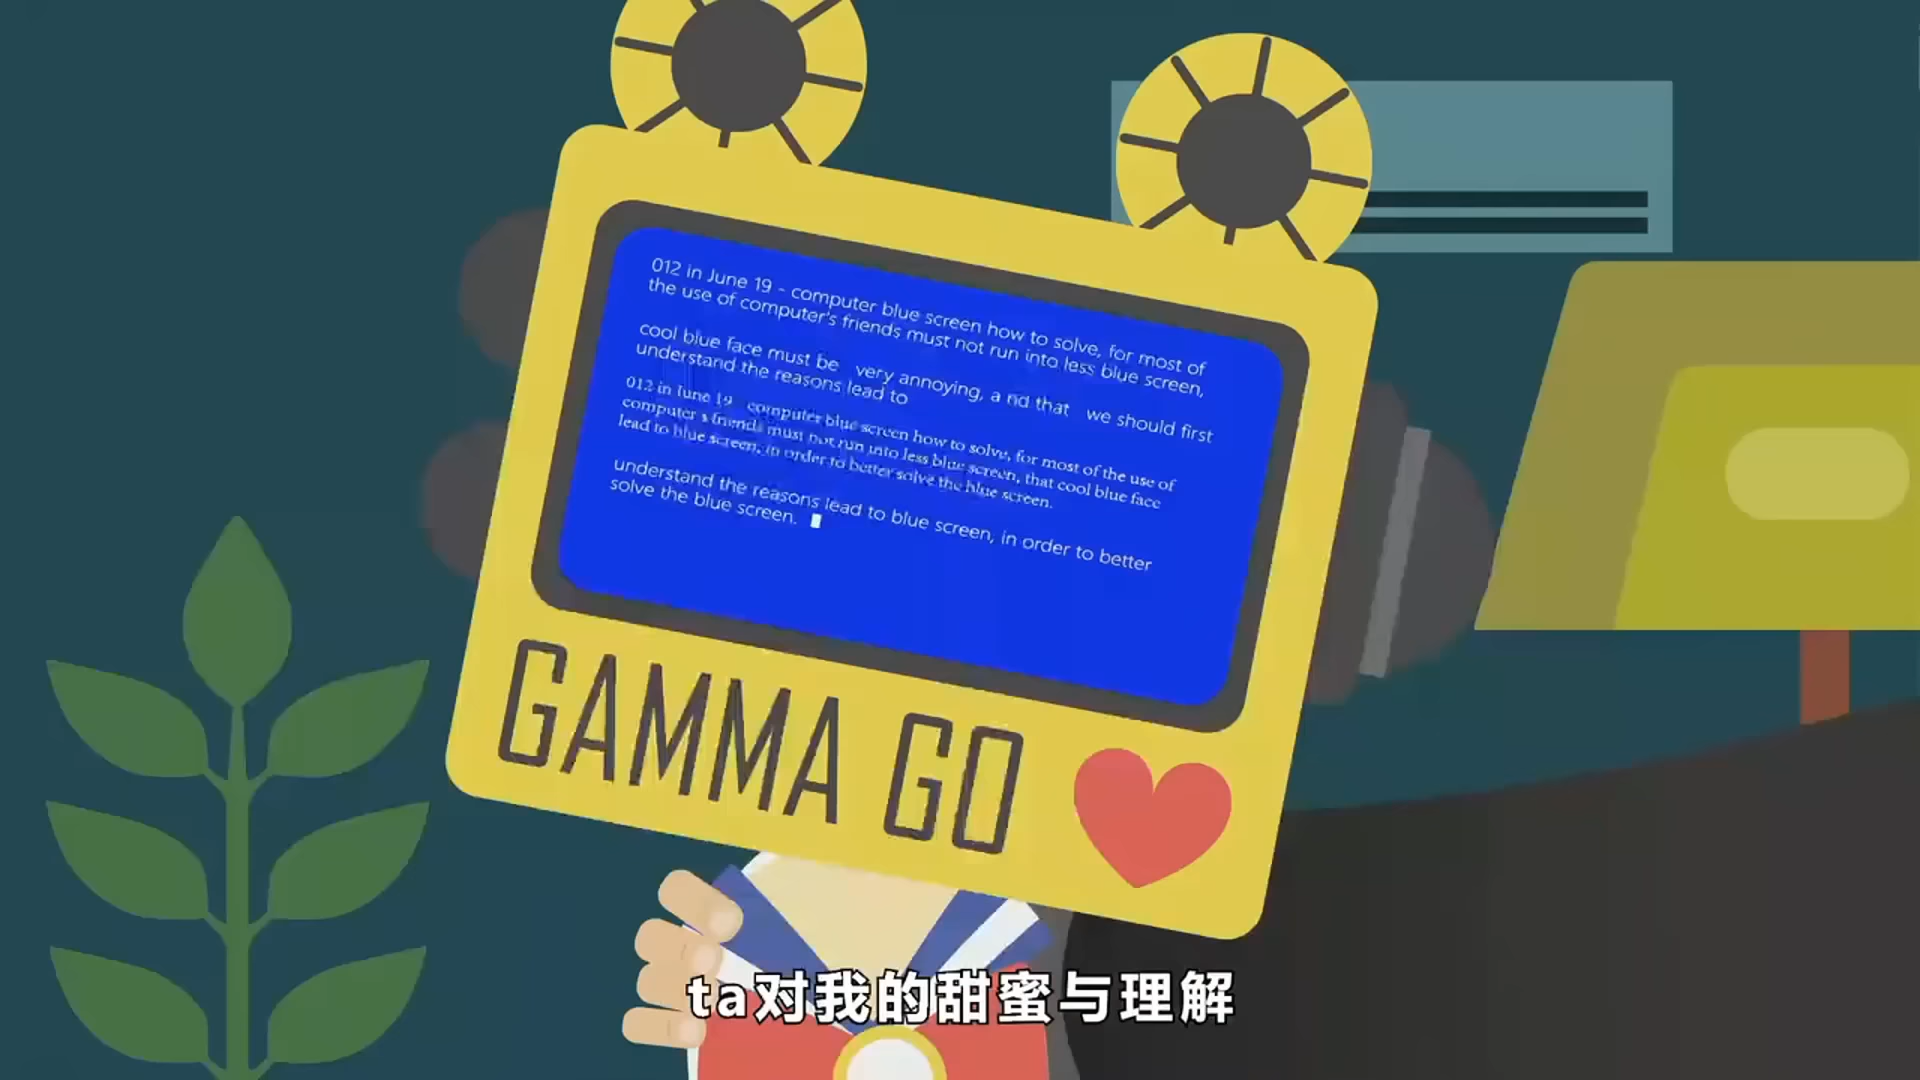 012 in June 19 - computer blue screen how to solve, for most of
the use of computer's friends must not run into less blue screen,
cool blue face must be very annoying, a nd that we should first
understand the reasons lead to
012 in June 19 computer blue screen how to solve, for most of the use of
computer s friends must not run into less blue screen, that cool blue face
lead to blue screen, in order to better solve the blue screen.
understand the reasons lead to blue screen, in order to better
solve the blue screen.
GAMMA GO
ta对我的甜蜜与理解